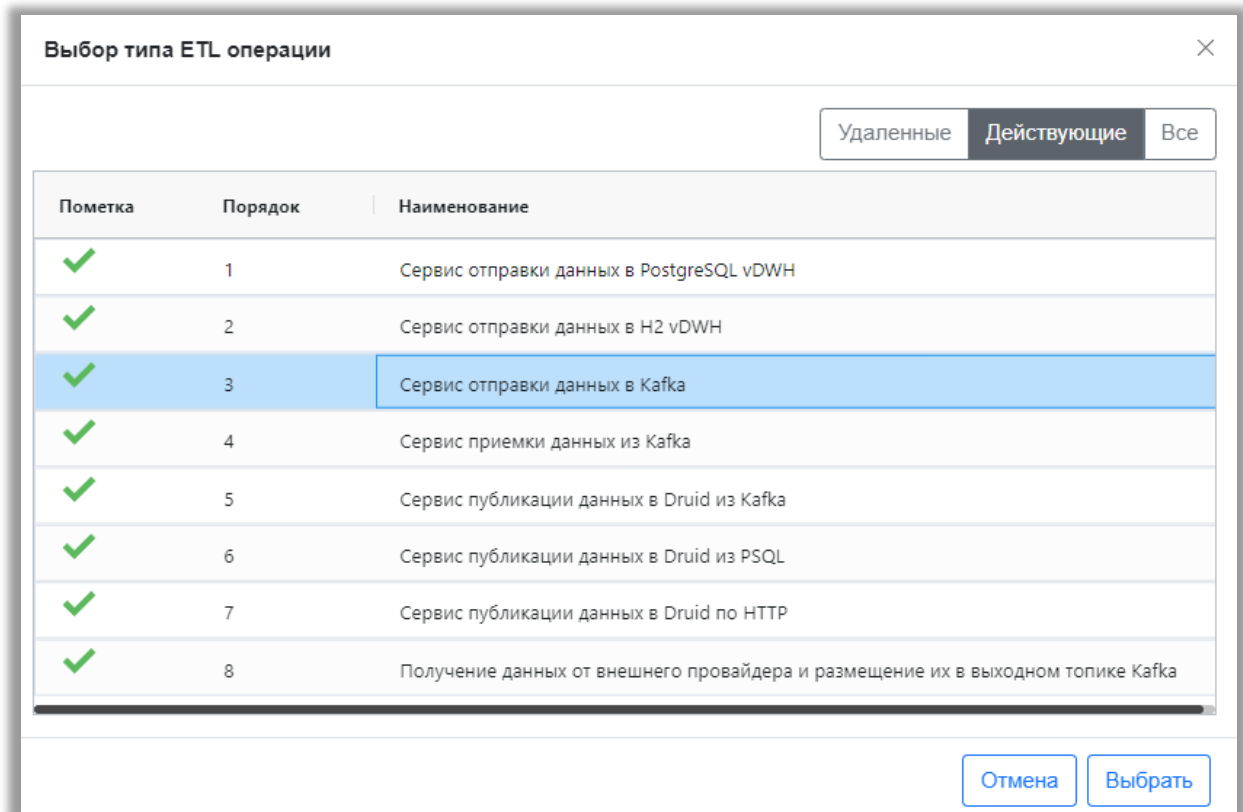 Выбор типа ETL операции
Удаленные Действующие Все
Пометка Порядок Наименование
1 Сервис отправки данных в PostgreSQL vDWH
2 Сервис отправки данных в H2 vDWH
3 Сервис отправки данных в Kafka
4 Сервис приемки данных из Kafka
5 Сервис публикации данных в Druid из Kafka
6 Сервис публикации данных в Druid из PSQL
7 Сервис публикации данных в Druid по HTTP
8 Получение данных от внешнего провайдера и размещение их в выходном топике Kafka
Отмена Выбрать